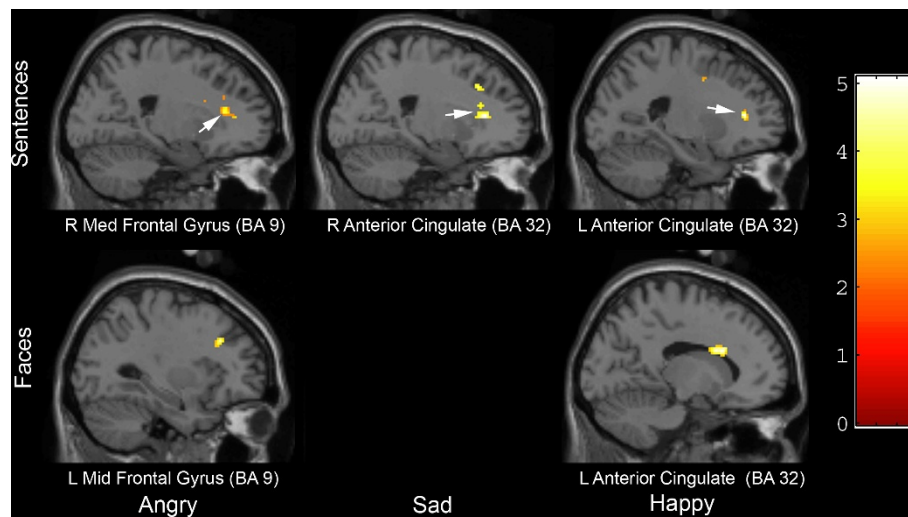 Sentences
R Med Frontal Gyrus (BA 9)
R Anterior Cingulate (BA 32)
L Anterior Cingulate (BA 32)
5
4
3
2
1
0
Faces
L Mid Frontal Gyrus (BA 9)
L Anterior Cingulate (BA 32)
Angry
Sad
Happy